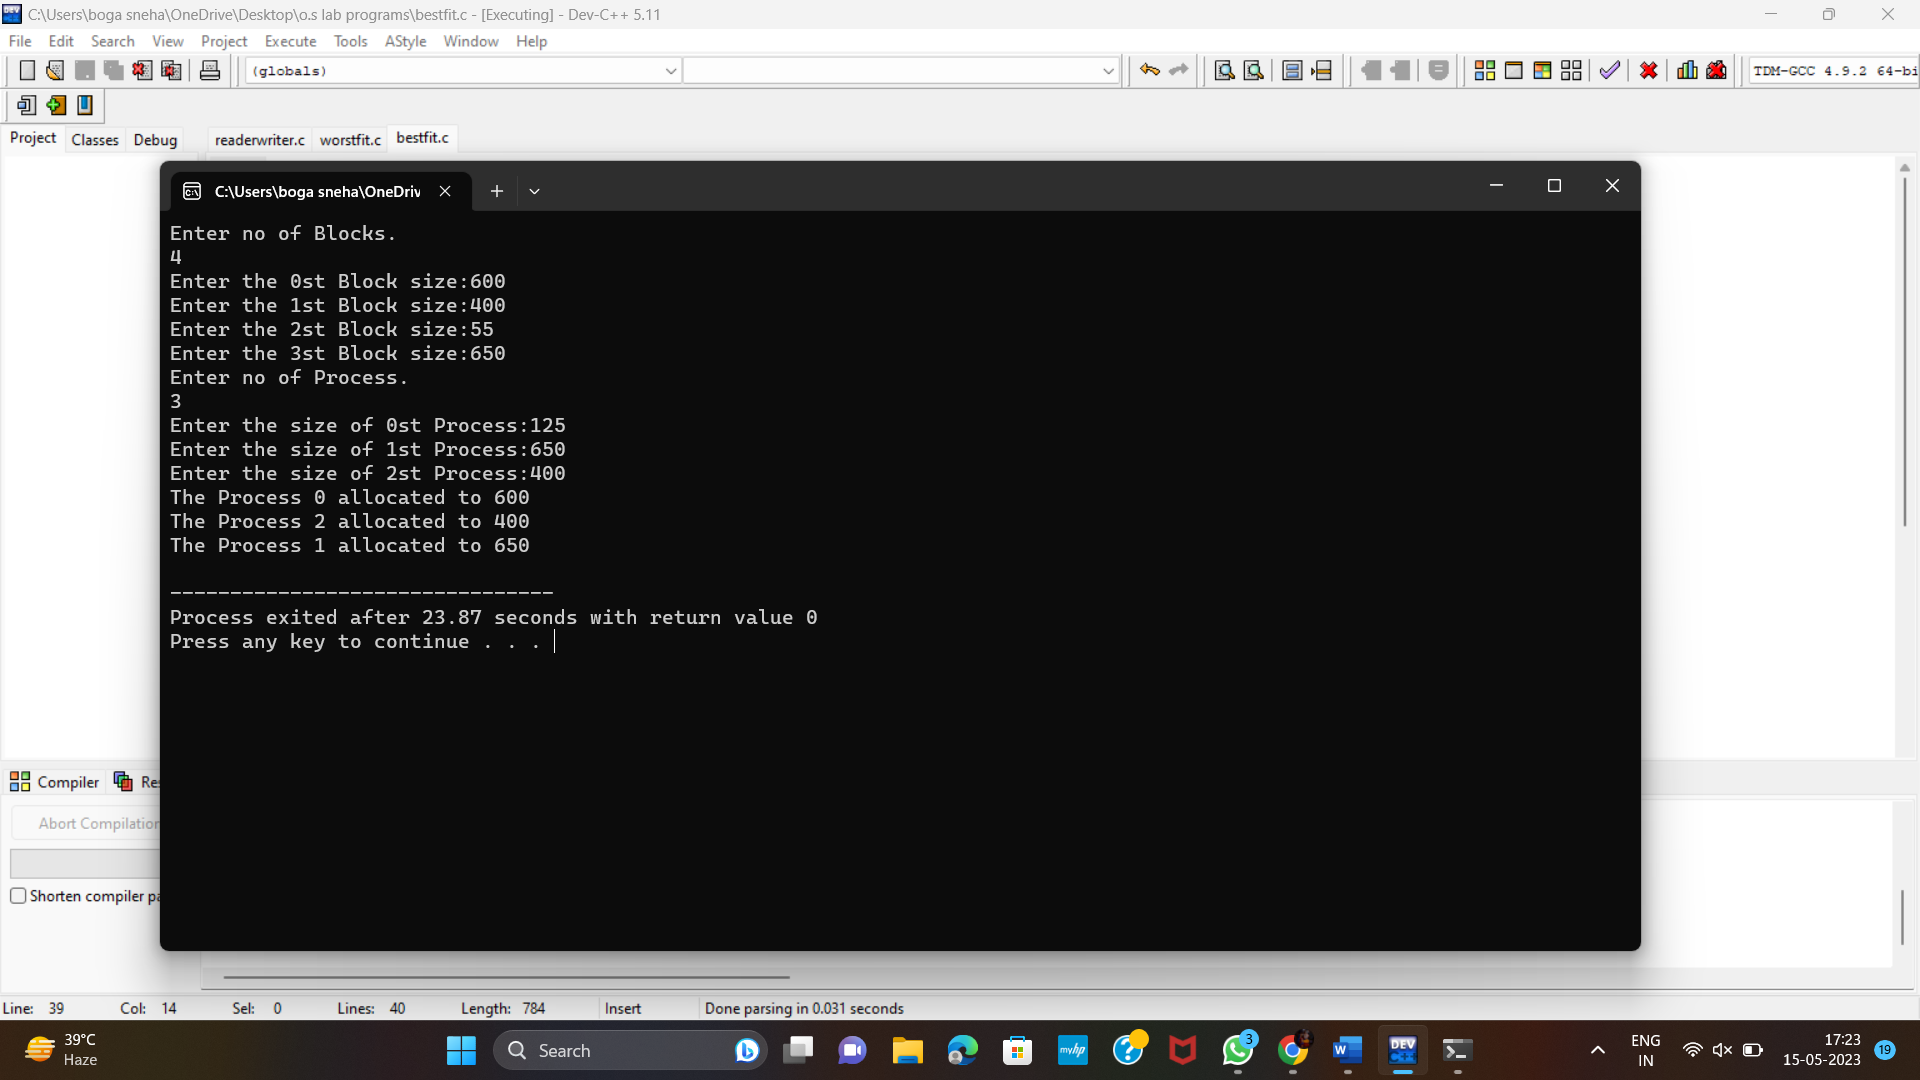 C:\Users\boga sneha\OneDrive\Desktop\o.s lab programs\bestfit.c - [Executing] - Dev-C++ 5.11
File Edit Search View Project Execute Tools AStyle Window Help
(globals)
TDM-GCC 4.9.2 64-bi
Project Classes Debug readerwriter.c worstfit.c bestfit.c
C:\Users\boga sneha\OneDriv
Enter no of Blocks.
4
Enter the 0st Block size:600
Enter the 1st Block size:400
Enter the 2st Block size:55
Enter the 3st Block size:650
Enter no of Process.
3
Enter the size of 0st Process:125
Enter the size of 1st Process:650
Enter the size of 2st Process:400
The Process 0 allocated to 600
The Process 2 allocated to 400
The Process 1 allocated to 650
--------------------------------
Process exited after 23.87 seconds with return value 0
Press any key to continue . . .
Compiler Res
Abort Compilation
Shorten compiler pa
Line: 39 Col: 14 Sel: 0 Lines: 40 Length: 784 Insert Done parsing in 0.031 seconds
39°C
Haze
Search
myhp
3
DEV C++
ENG
IN
17:23
15-05-2023
19